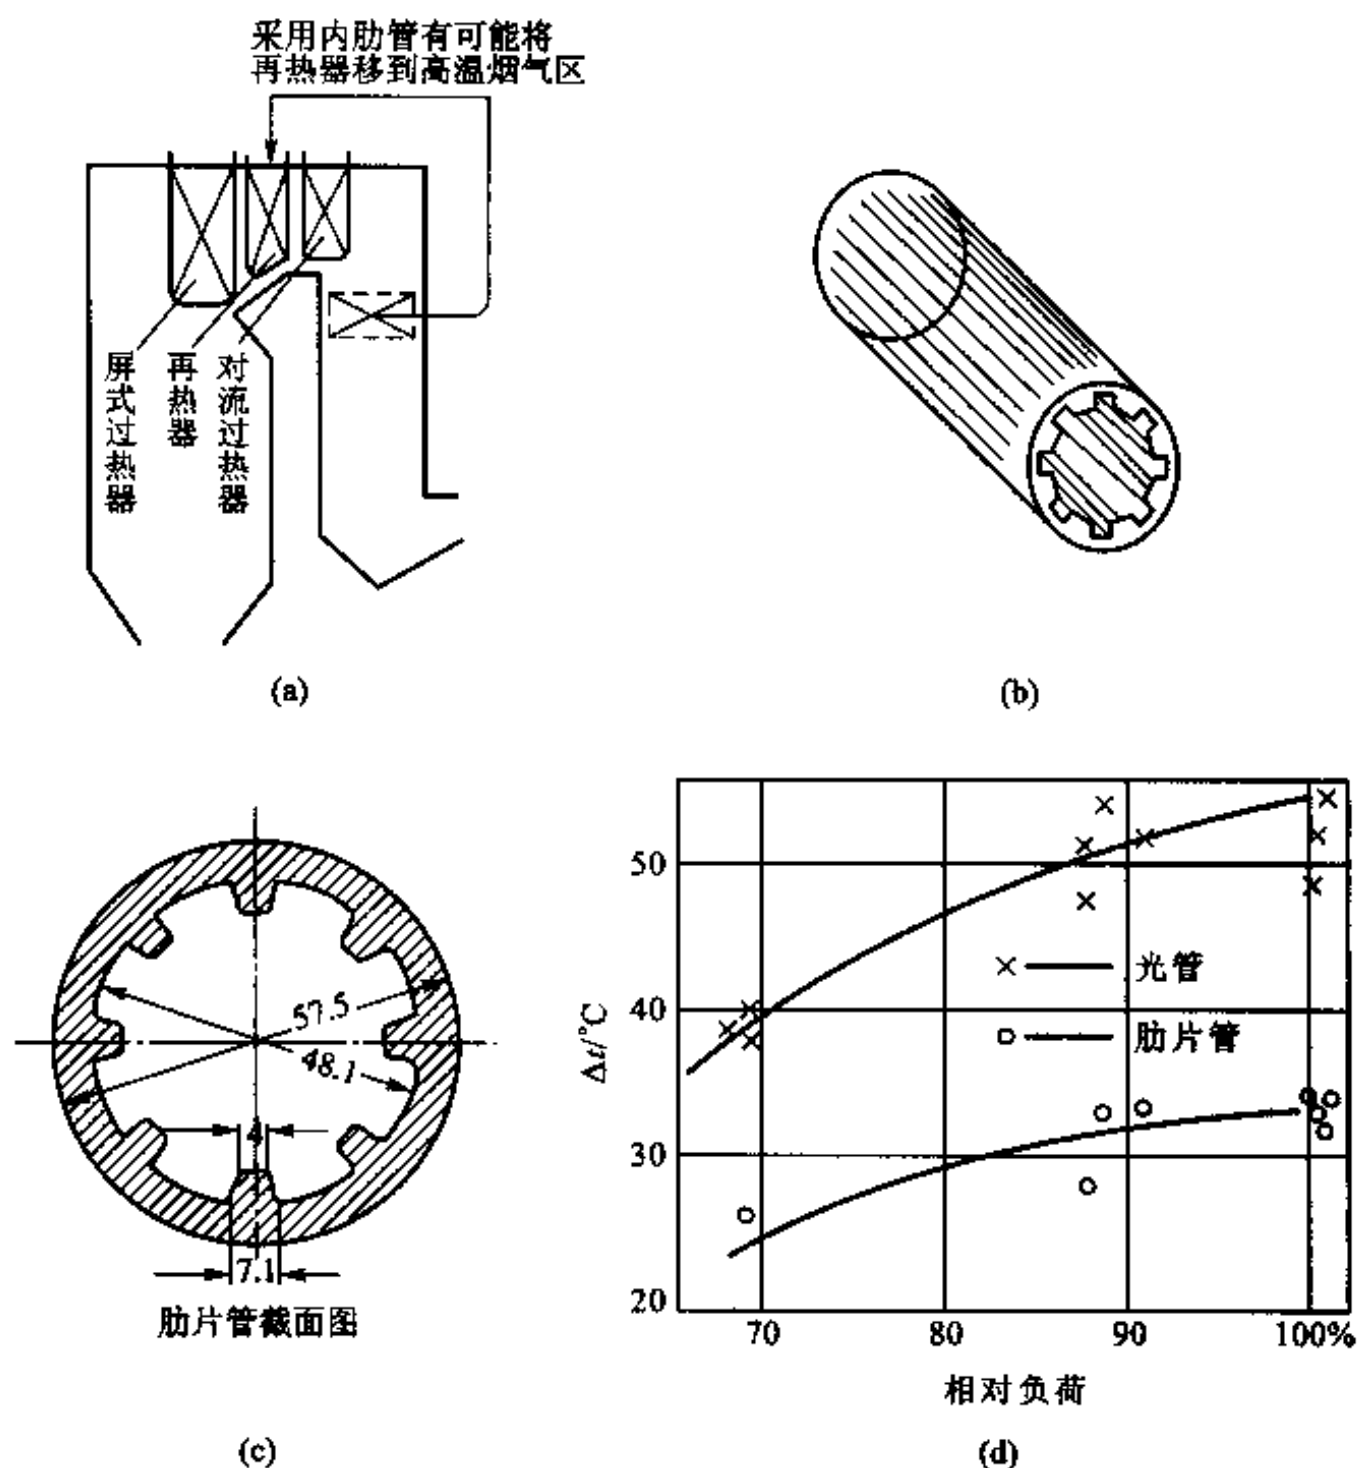 采用内肋管有可能将
再热器移到高温烟气区
屏式过热器
再热器
对流过热器
(a)
(b)
57.5
48.1
4
7.1
肋片管截面图
(c)
Δt/°C
50
40
30
20
光管
肋片管
70
80
90
100%
相对负荷
(d)